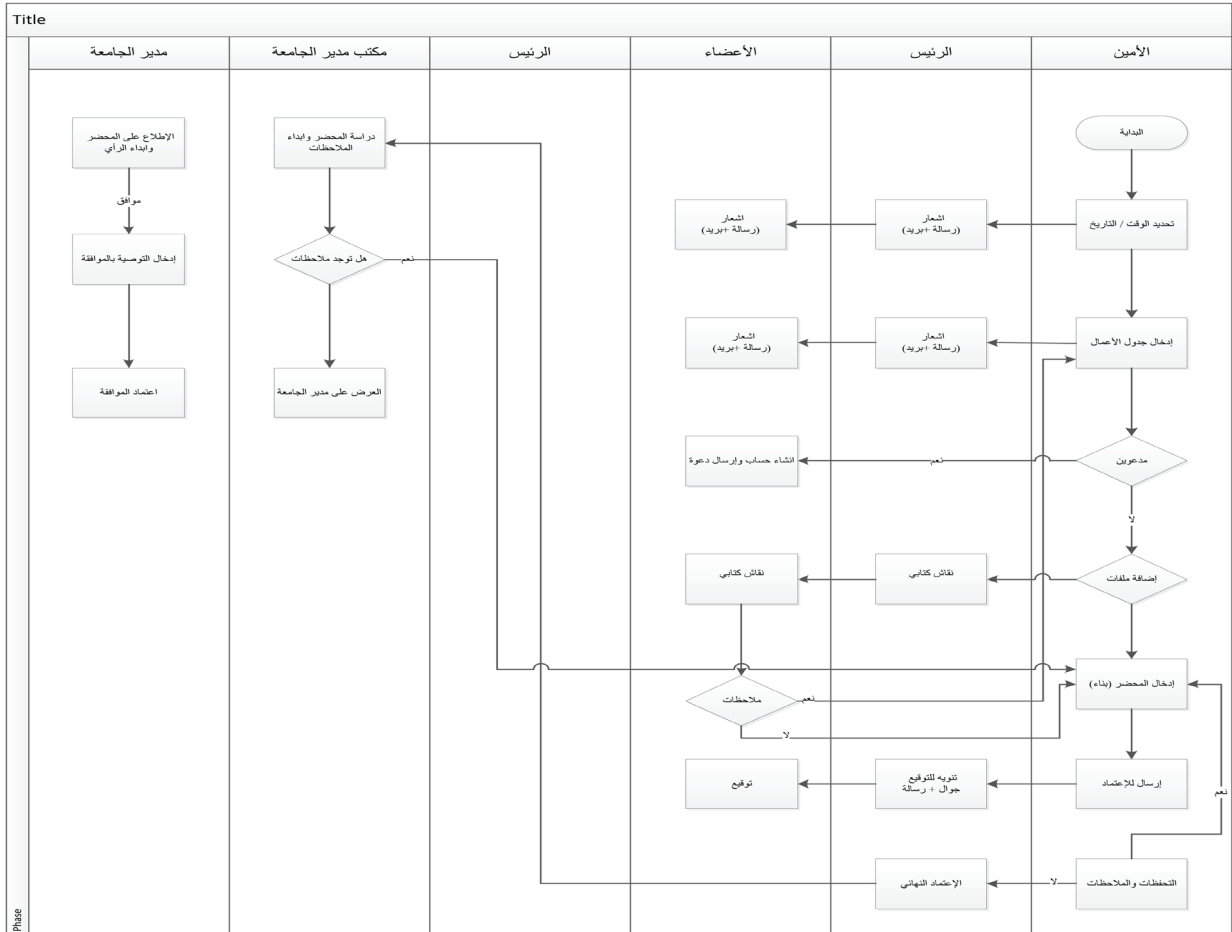 Title
الأمين
الرئيس
الأعضاء
الرئيس
مكتب مدير الجامعة
مدير الجامعة
البداية
تحديد الوقت / التاريخ
اشعار
(رسالة +بريد)
اشعار
(رسالة +بريد)
إدخال جدول الأعمال
اشعار
(رسالة +بريد)
اشعار
(رسالة +بريد)
مدعوين
نعم
انشاء حساب وإرسال دعوة
لا
إضافة ملفات
نقاش كتابي
نقاش كتابي
ملاحظات
نعم
لا
إدخال المحضر (بناء)
إرسال للإعتماد
تنويه للتوقيع
جوال + رسالة
توقيع
التحفظات والملاحظات
نعم
لا
الإعتماد النهائي
دراسة المحضر وابداء
الملاحظات
هل توجد ملاحظات
نعم
العرض على مدير الجامعة
الإطلاع على المحضر
وابداء الرأي
موافق
إدخال التوصية بالموافقة
اعتماد الموافقة
Phase